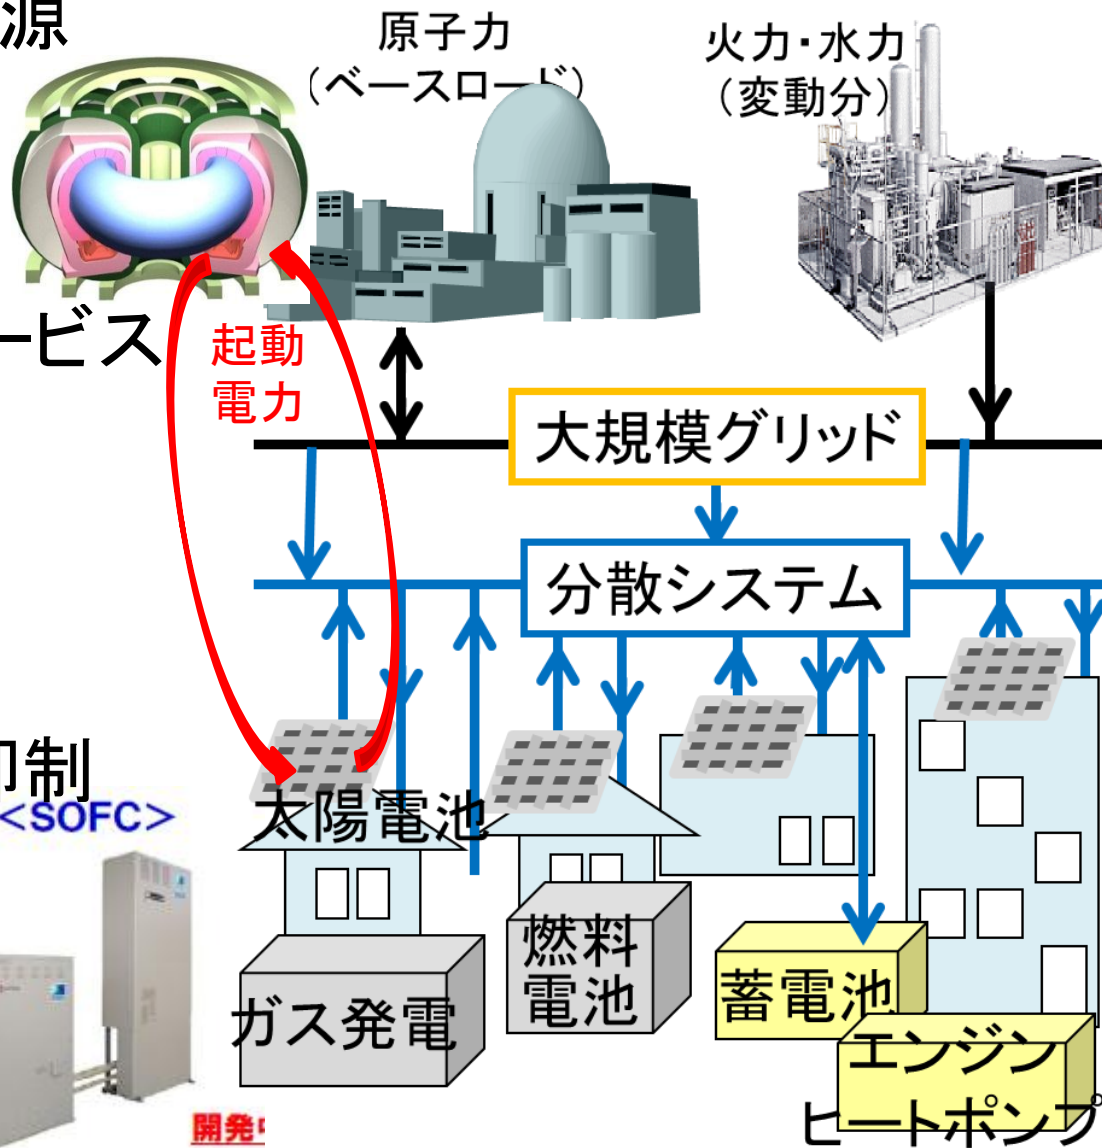 源
原子力
（ベースロード）
火力・水力
（変動分）
ービス
起動
電力
大規模グリッド
分散システム
制
<SOFC>
太陽電池
燃料
電池
ガス発電
蓄電池
エンジン
ヒートポンプ
開発